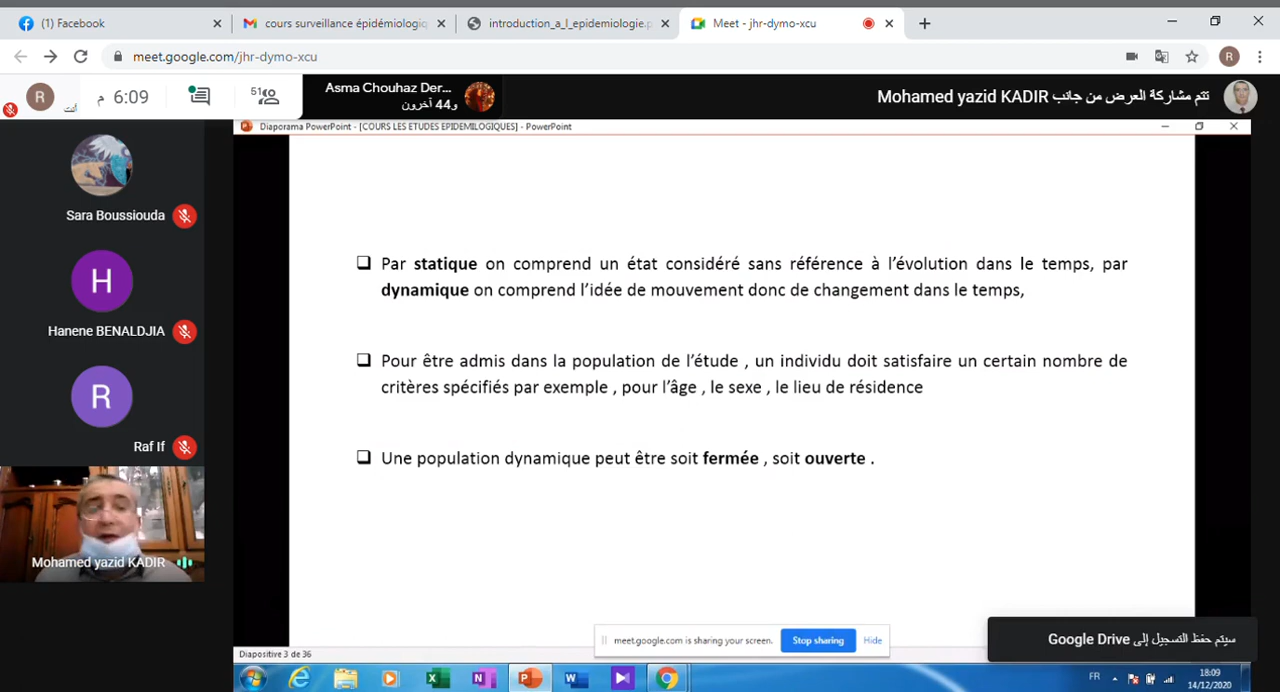 (1) Facebook
cours surveillance épidémiologiq
introduction_a_l_epidemiologie.p
Meet - jhr-dymo-xcu
meet.google.com/jhr-dymo-xcu
R
R
أنت
6:09 م
51
Asma Chouhaz Der...
و44 آخرون
تتم مشاركة العرض من جانب Mohamed yazid KADIR
Diaporama PowerPoint - [COURS LES ETUDES EPIDEMILOGIQUES] - PowerPoint
Sara Boussiouda
H
Hanene BENALDJIA
R
Raf If
Mohamed yazid KADIR
Par statique on comprend un état considéré sans référence à l’évolution dans le temps, par
dynamique on comprend l’idée de mouvement donc de changement dans le temps,
Pour être admis dans la population de l’étude , un individu doit satisfaire un certain nombre de
critères spécifiés par exemple , pour l’âge , le sexe , le lieu de résidence
Une population dynamique peut être soit fermée , soit ouverte .
meet.google.com is sharing your screen.
Stop sharing
Hide
سيتم حفظ التسجيل إلى Google Drive
Diapositive 3 de 36
FR
18:09
14/12/2020